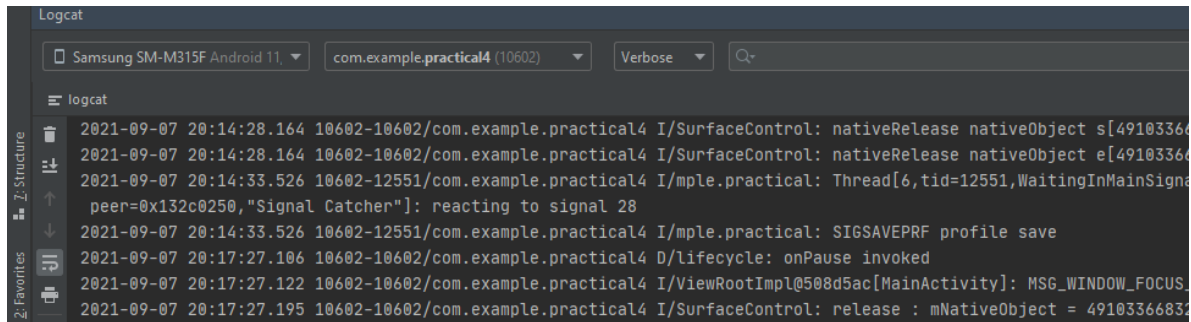 Logcat
Samsung SM-M315F Android 11, com.example.practical4 (10602) Verbose
logcat
2021-09-07 20:14:28.164 10602-10602/com.example.practical4 I/SurfaceControl: nativeRelease nativeObject s[49103366
2021-09-07 20:14:28.164 10602-10602/com.example.practical4 I/SurfaceControl: nativeRelease nativeObject e[49103366
2021-09-07 20:14:33.526 10602-12551/com.example.practical4 I/mple.practical: Thread[6,tid=12551,WaitingInMainSigna
peer=0x132c0250,"Signal Catcher"]: reacting to signal 28
2021-09-07 20:14:33.526 10602-12551/com.example.practical4 I/mple.practical: SIGSAVEPRF profile save
2021-09-07 20:17:27.106 10602-10602/com.example.practical4 D/lifecycle: onPause invoked
2021-09-07 20:17:27.122 10602-10602/com.example.practical4 I/ViewRootImpl@508d5ac[MainActivity]: MSG_WINDOW_FOCUS_
2021-09-07 20:17:27.195 10602-10602/com.example.practical4 I/SurfaceControl: release : mNativeObject = 49103366832
7: Structure
2: Favorites